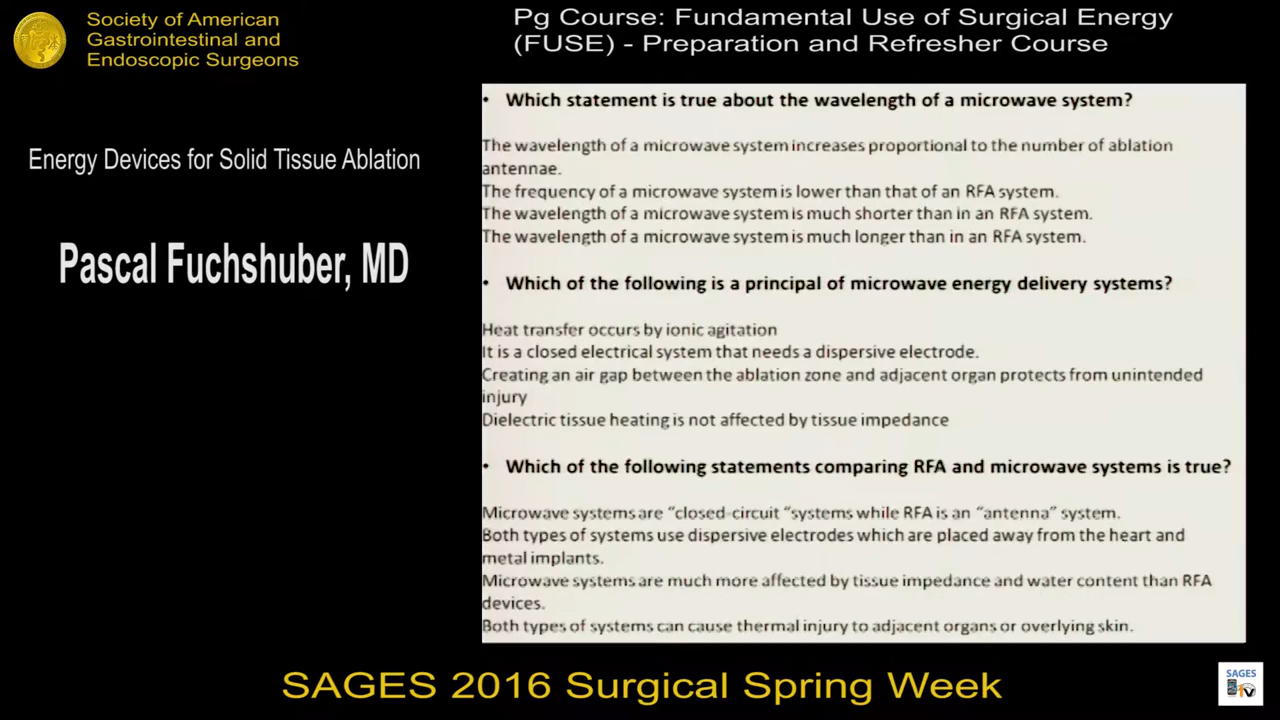 Society of American
Gastrointestinal and
Endoscopic Surgeons
Pg Course: Fundamental Use of Surgical Energy
(FUSE) - Preparation and Refresher Course
Energy Devices for Solid Tissue Ablation
Pascal Fuchshuber, MD
• Which statement is true about the wavelength of a microwave system?
The wavelength of a microwave system increases proportional to the number of ablation
antennae.
The frequency of a microwave system is lower than that of an RFA system.
The wavelength of a microwave system is much shorter than in an RFA system.
The wavelength of a microwave system is much longer than in an RFA system.
• Which of the following is a principal of microwave energy delivery systems?
Heat transfer occurs by ionic agitation
It is a closed electrical system that needs a dispersive electrode.
Creating an air gap between the ablation zone and adjacent organ protects from unintended
injury
Dielectric tissue heating is not affected by tissue impedance
• Which of the following statements comparing RFA and microwave systems is true?
Microwave systems are “closed-circuit “systems while RFA is an “antenna” system.
Both types of systems use dispersive electrodes which are placed away from the heart and
metal implants.
Microwave systems are much more affected by tissue impedance and water content than RFA
devices.
Both types of systems can cause thermal injury to adjacent organs or overlying skin.
SAGES 2016 Surgical Spring Week
SAGES
TV